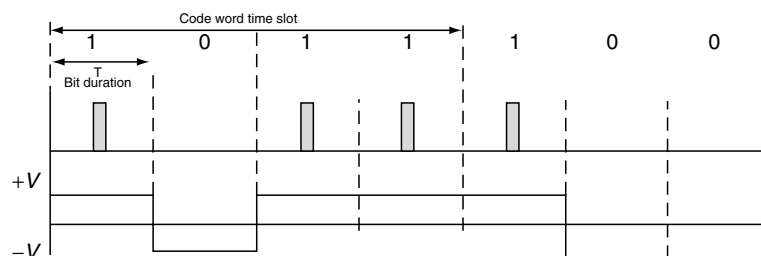 Code word time slot
1 0 1 1 1 0 0
T
Bit duration
+V
−V